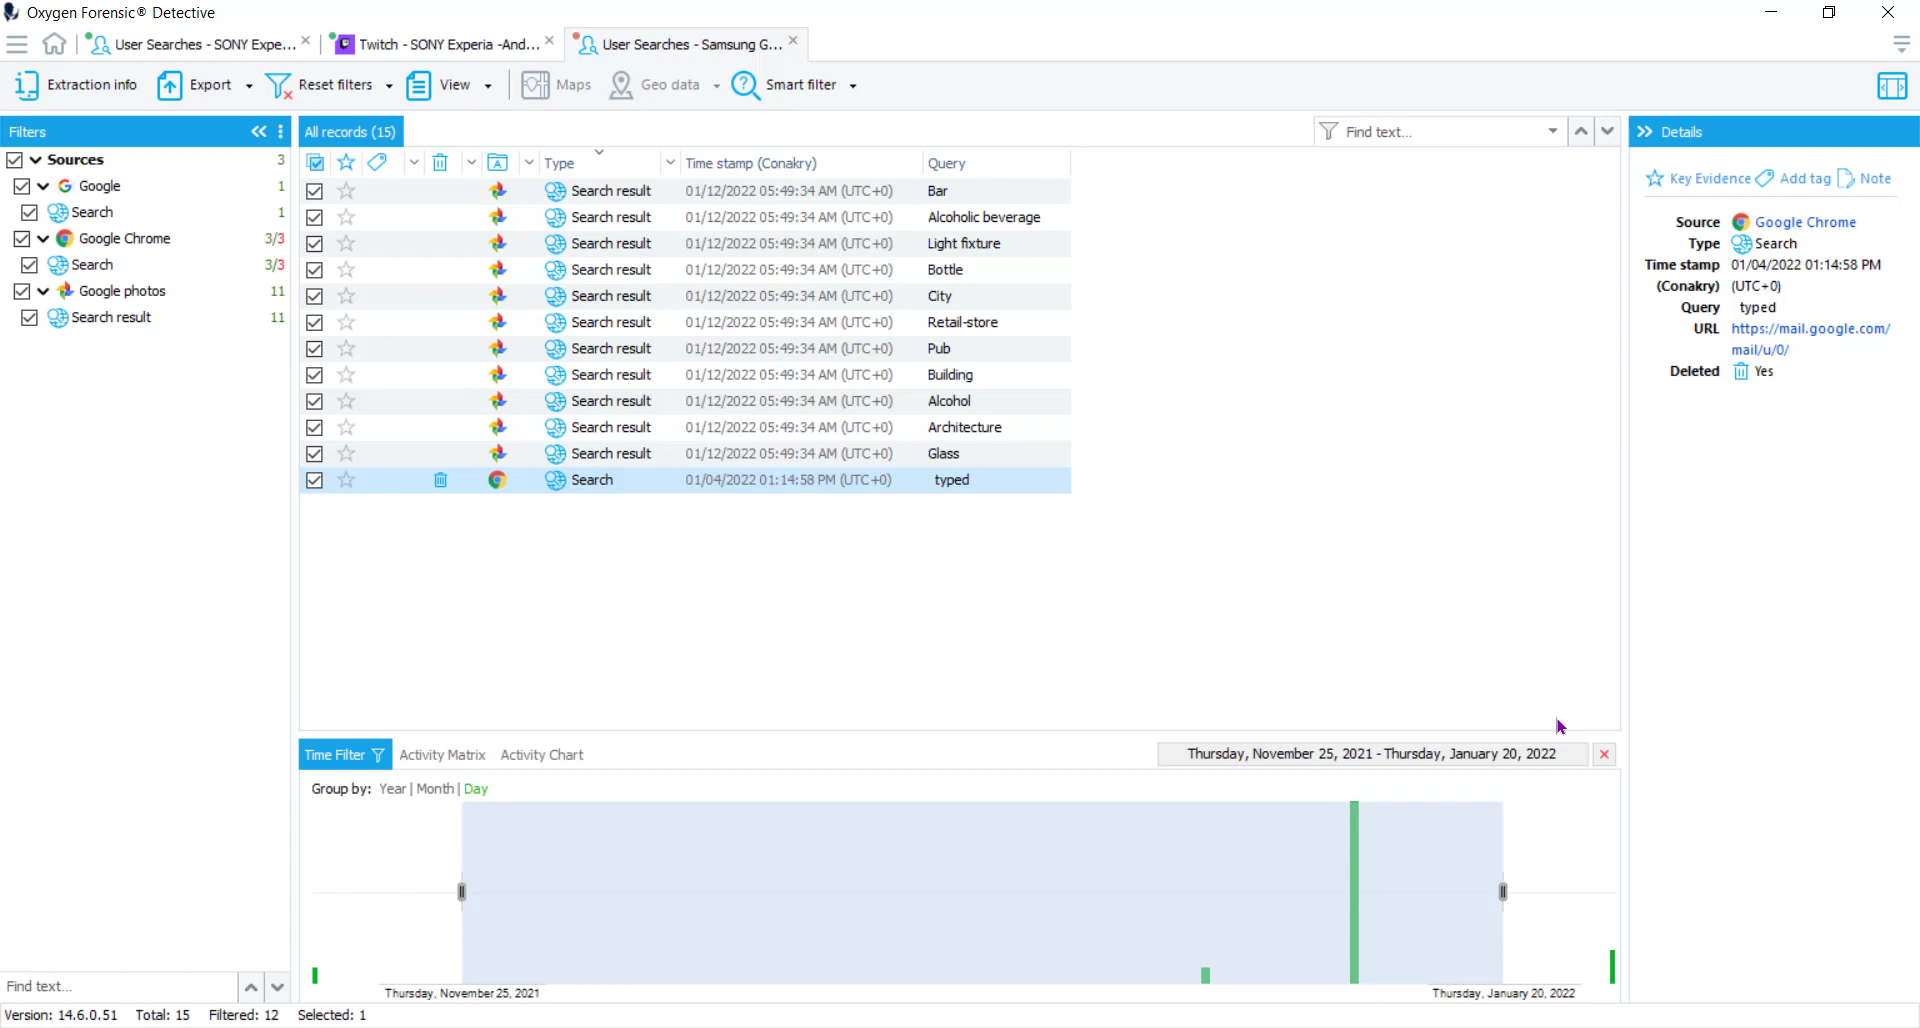 Oxygen Forensic® Detective
User Searches - SONY Expe...
Twitch - SONY Experia -And...
User Searches - Samsung G...
Extraction info
Export
Reset filters
View
Maps
Geo data
Smart filter
Filters
Sources 3
Google 1
Search 1
Google Chrome 3/3
Search 3/3
Google photos 11
Search result 11
Find text...
All records (15)
Find text...
Type Time stamp (Conakry) Query
Search result 01/12/2022 05:49:34 AM (UTC+0) Bar
Search result 01/12/2022 05:49:34 AM (UTC+0) Alcoholic beverage
Search result 01/12/2022 05:49:34 AM (UTC+0) Light fixture
Search result 01/12/2022 05:49:34 AM (UTC+0) Bottle
Search result 01/12/2022 05:49:34 AM (UTC+0) City
Search result 01/12/2022 05:49:34 AM (UTC+0) Retail-store
Search result 01/12/2022 05:49:34 AM (UTC+0) Pub
Search result 01/12/2022 05:49:34 AM (UTC+0) Building
Search result 01/12/2022 05:49:34 AM (UTC+0) Alcohol
Search result 01/12/2022 05:49:34 AM (UTC+0) Architecture
Search result 01/12/2022 05:49:34 AM (UTC+0) Glass
Search 01/04/2022 01:14:58 PM (UTC+0) typed
Time Filter
Activity Matrix
Activity Chart
Thursday, November 25, 2021 - Thursday, January 20, 2022
Group by: Year | Month | Day
Thursday, November 25, 2021
Thursday, January 20, 2022
Details
Key Evidence
Add tag
Note
Source Google Chrome
Type Search
Time stamp 01/04/2022 01:14:58 PM
(Conakry) (UTC+0)
Query typed
URL https://mail.google.com/
mail/u/0/
Deleted Yes
Version: 14.6.0.51 Total: 15 Filtered: 12 Selected: 1